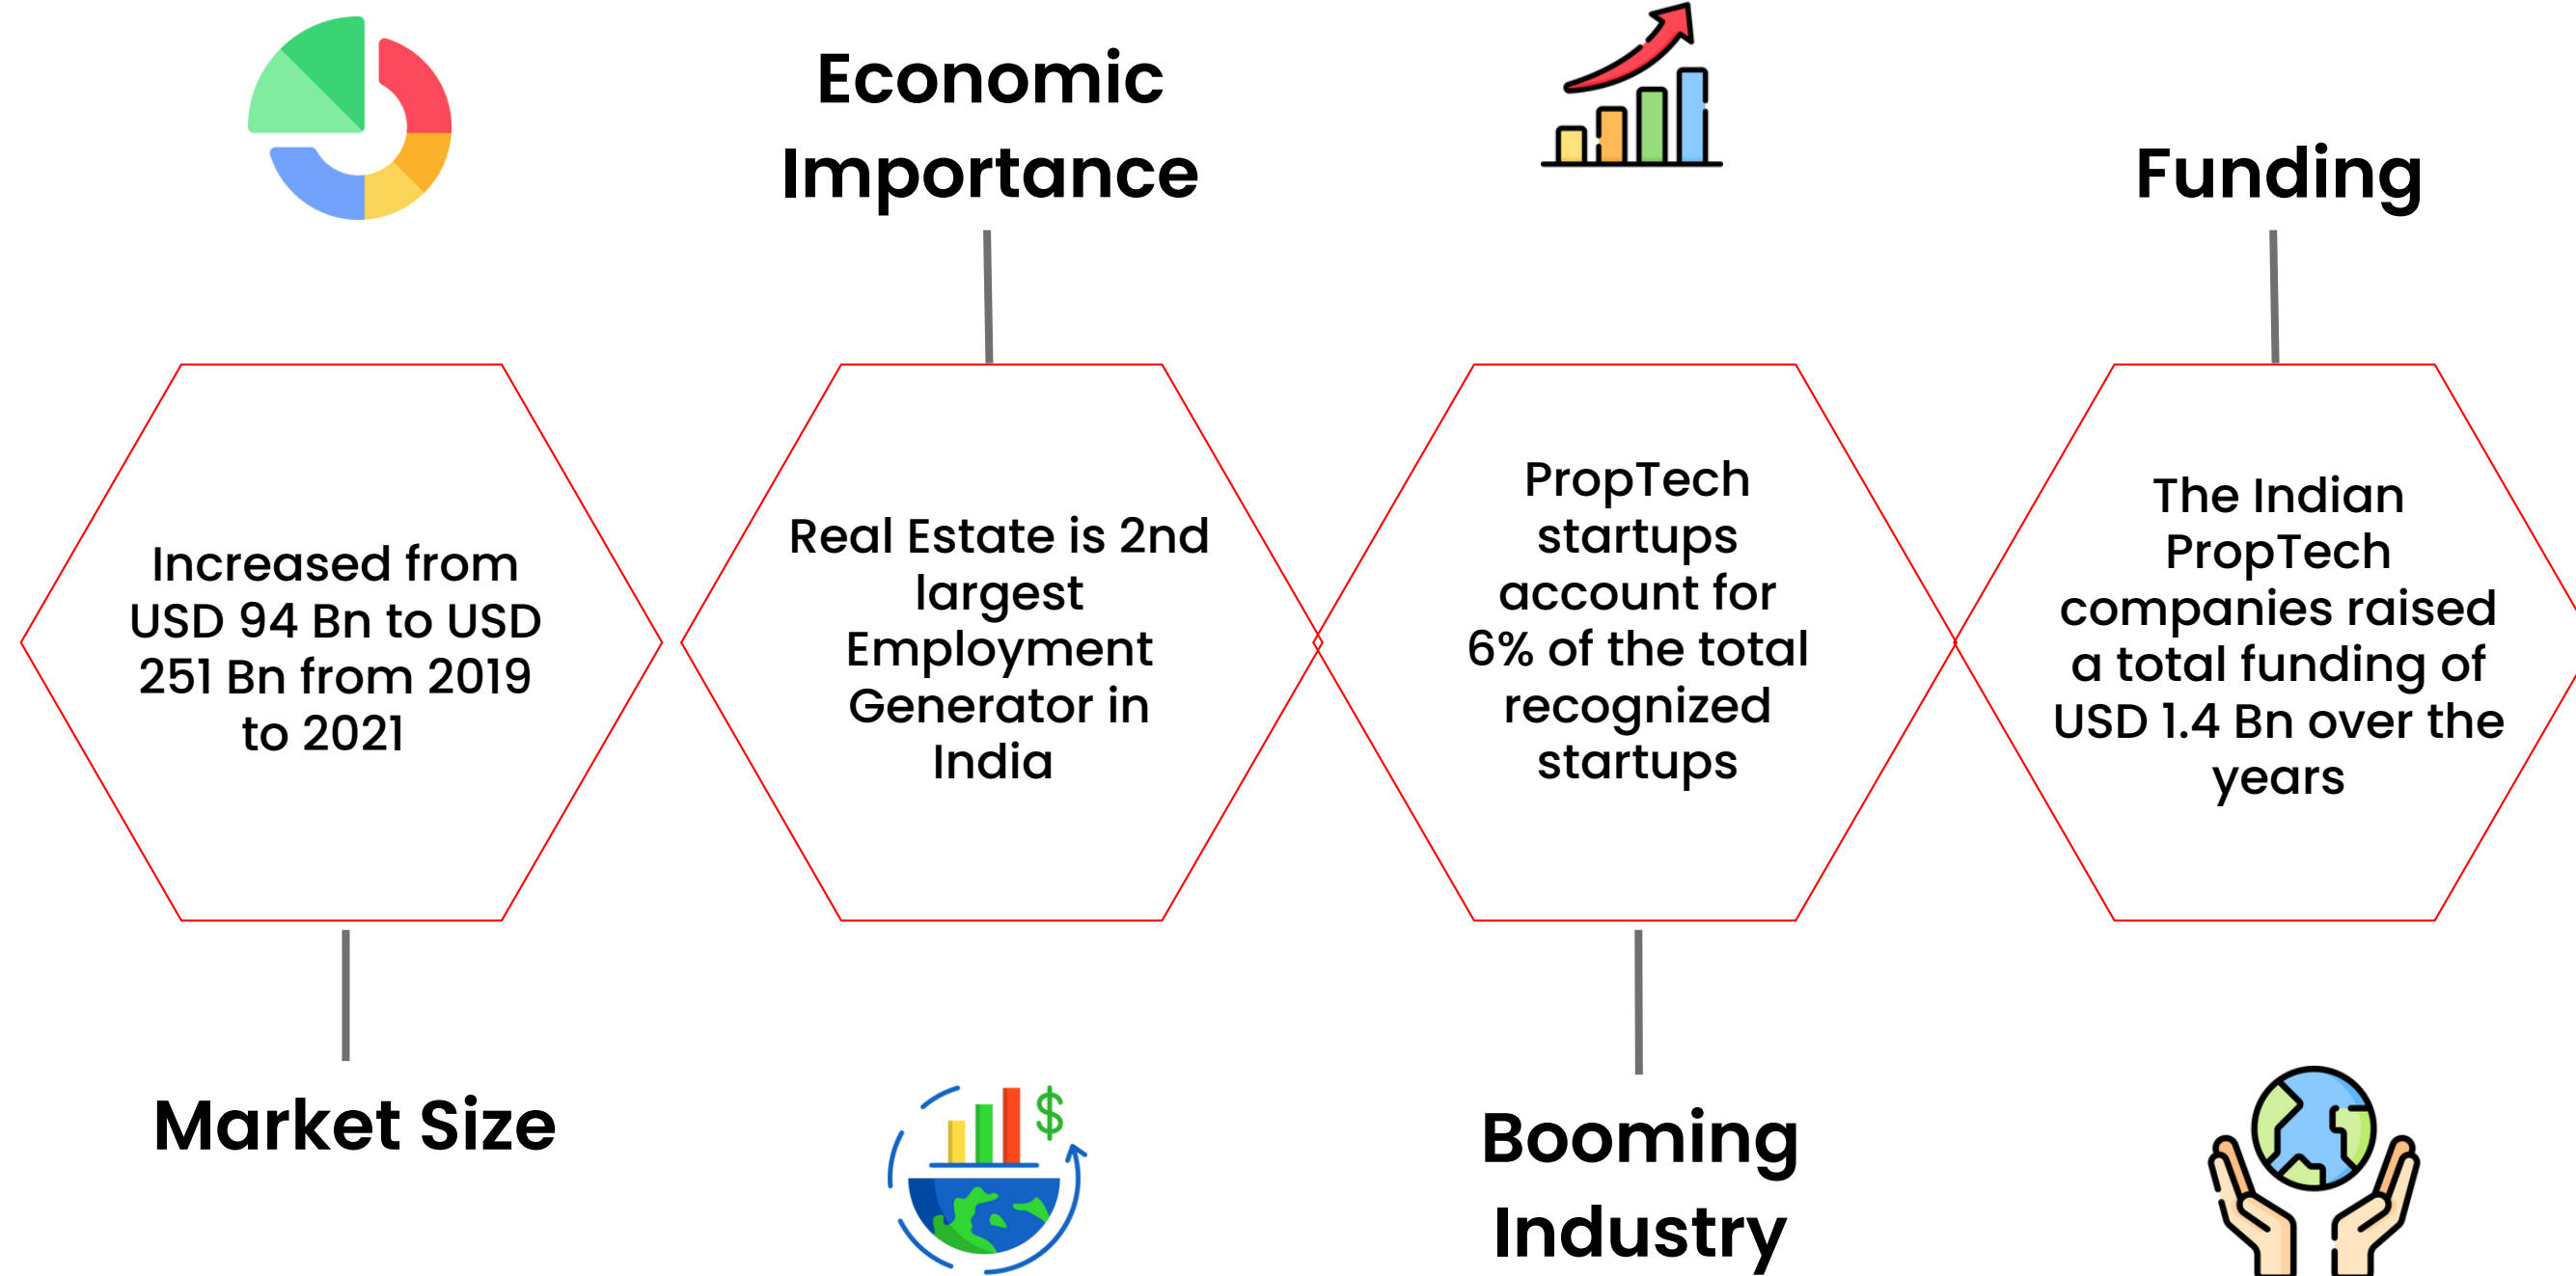 Economic
Importance
Funding
Increased from
USD 94 Bn to USD
251 Bn from 2019
to 2021
Real Estate is 2nd
largest
Employment
Generator in
India
PropTech
startups
account for
6% of the total
recognized
startups
The Indian
PropTech
companies raised
a total funding of
USD 1.4 Bn over the
years
Market Size
$
Booming
Industry